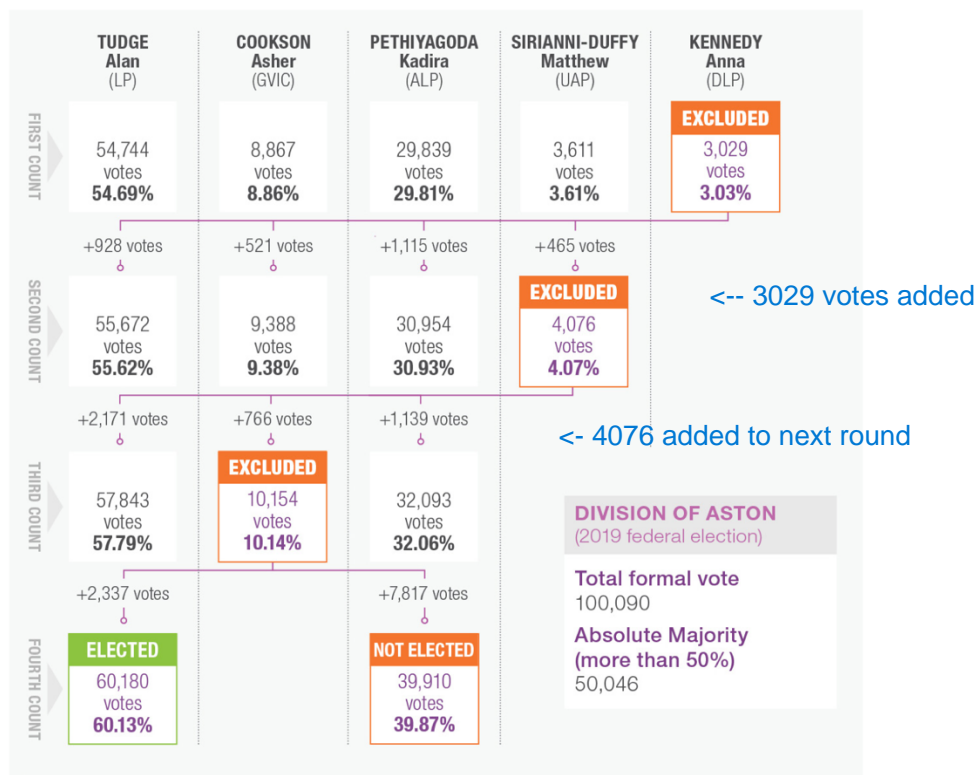 TUDGE
Alan
(LP)
COOKSON
Asher
(GVIC)
PETHIYAGODA
Kadira
(ALP)
SIRIANNI-DUFFY
Matthew
(UAP)
KENNEDY
Anna
(DLP)
FIRST COUNT
54,744
votes
54.69%
8,867
votes
8.86%
29,839
votes
29.81%
3,611
votes
3.61%
EXCLUDED
3,029
votes
3.03%
+928 votes
+521 votes
+1,115 votes
+465 votes
SECOND COUNT
55,672
votes
55.62%
9,388
votes
9.38%
30,954
votes
30.93%
EXCLUDED
4,076
votes
4.07%
<-- 3029 votes added
+2,171 votes
+766 votes
+1,139 votes
<- 4076 added to next round
THIRD COUNT
57,843
votes
57.79%
EXCLUDED
10,154
votes
10.14%
32,093
votes
32.06%
+2,337 votes
+7,817 votes
FOURTH COUNT
ELECTED
60,180
votes
60.13%
NOT ELECTED
39,910
votes
39.87%
DIVISION OF ASTON
(2019 federal election)
Total formal vote
100,090
Absolute Majority
(more than 50%)
50,046